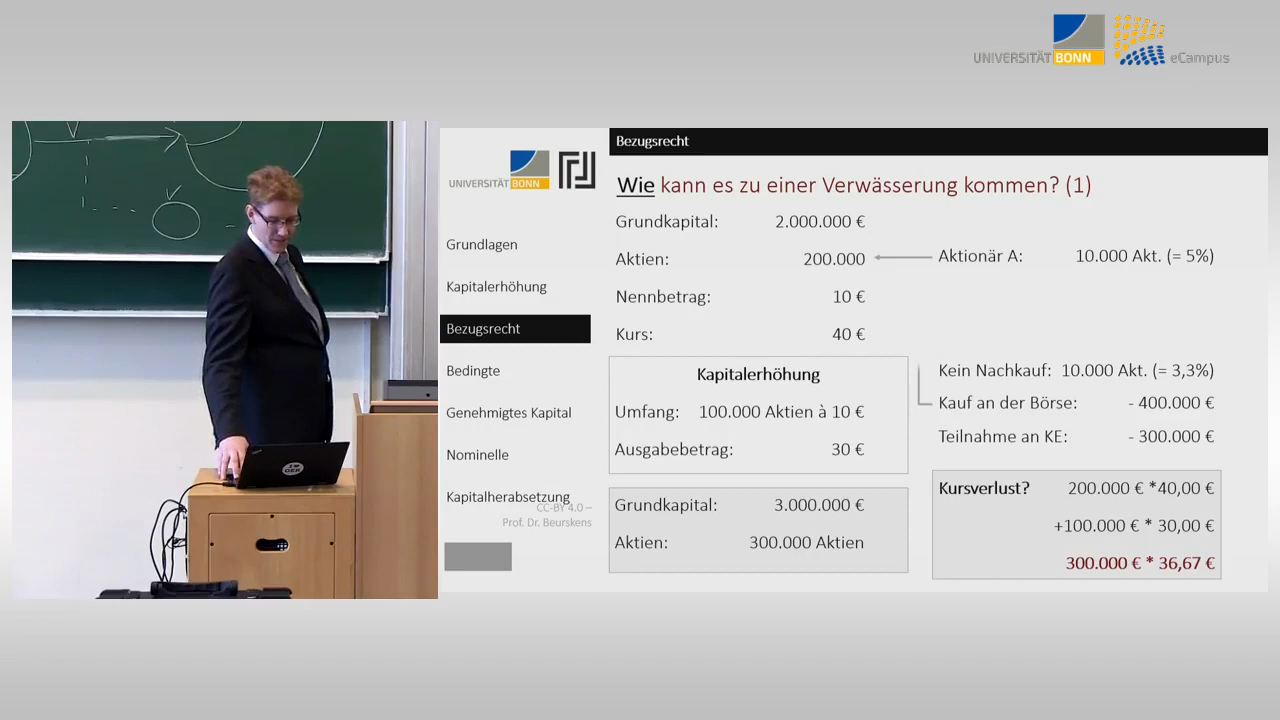 UNIVERSITÄT BONN eCampus
Bezugsrecht
UNIVERSITÄT BONN
Wie kann es zu einer Verwässerung kommen? (1)
Grundkapital: 2.000.000 €
Aktien: 200.000
Aktionär A: 10.000 Akt. (= 5%)
Nennbetrag: 10 €
Kurs: 40 €
Grundlagen
Kapitalerhöhung
Bezugsrecht
Bedingte
Genehmigtes Kapital
Nominelle
Kapitalherabsetzung
CC-BY 4.0 –
Prof. Dr. Beurskens
Kapitalerhöhung
Umfang: 100.000 Aktien à 10 €
Ausgabebetrag: 30 €
Grundkapital: 3.000.000 €
Aktien: 300.000 Aktien
Kein Nachkauf: 10.000 Akt. (= 3,3%)
Kauf an der Börse: - 400.000 €
Teilnahme an KE: - 300.000 €
Kursverlust? 200.000 € *40,00 €
+100.000 € * 30,00 €
300.000 € * 36,67 €